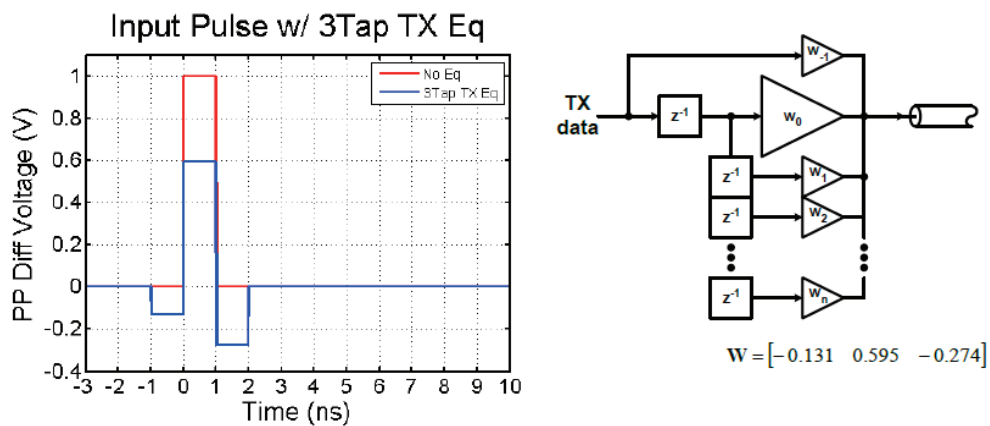 Input Pulse w/ 3Tap TX Eq
No Eq
3Tap TX Eq
PP Diff Voltage (V)
1
0.8
0.6
0.4
0.2
0
-0.2
-0.4
-3 -2 -1 0 1 2 3 4 5 6 7 8 9 10
Time (ns)
TX
data
z⁻¹
w₋₁
w₀
z⁻¹
w₁
z⁻¹
w₂
z⁻¹
wₙ
W = [-0.131 0.595 -0.274]